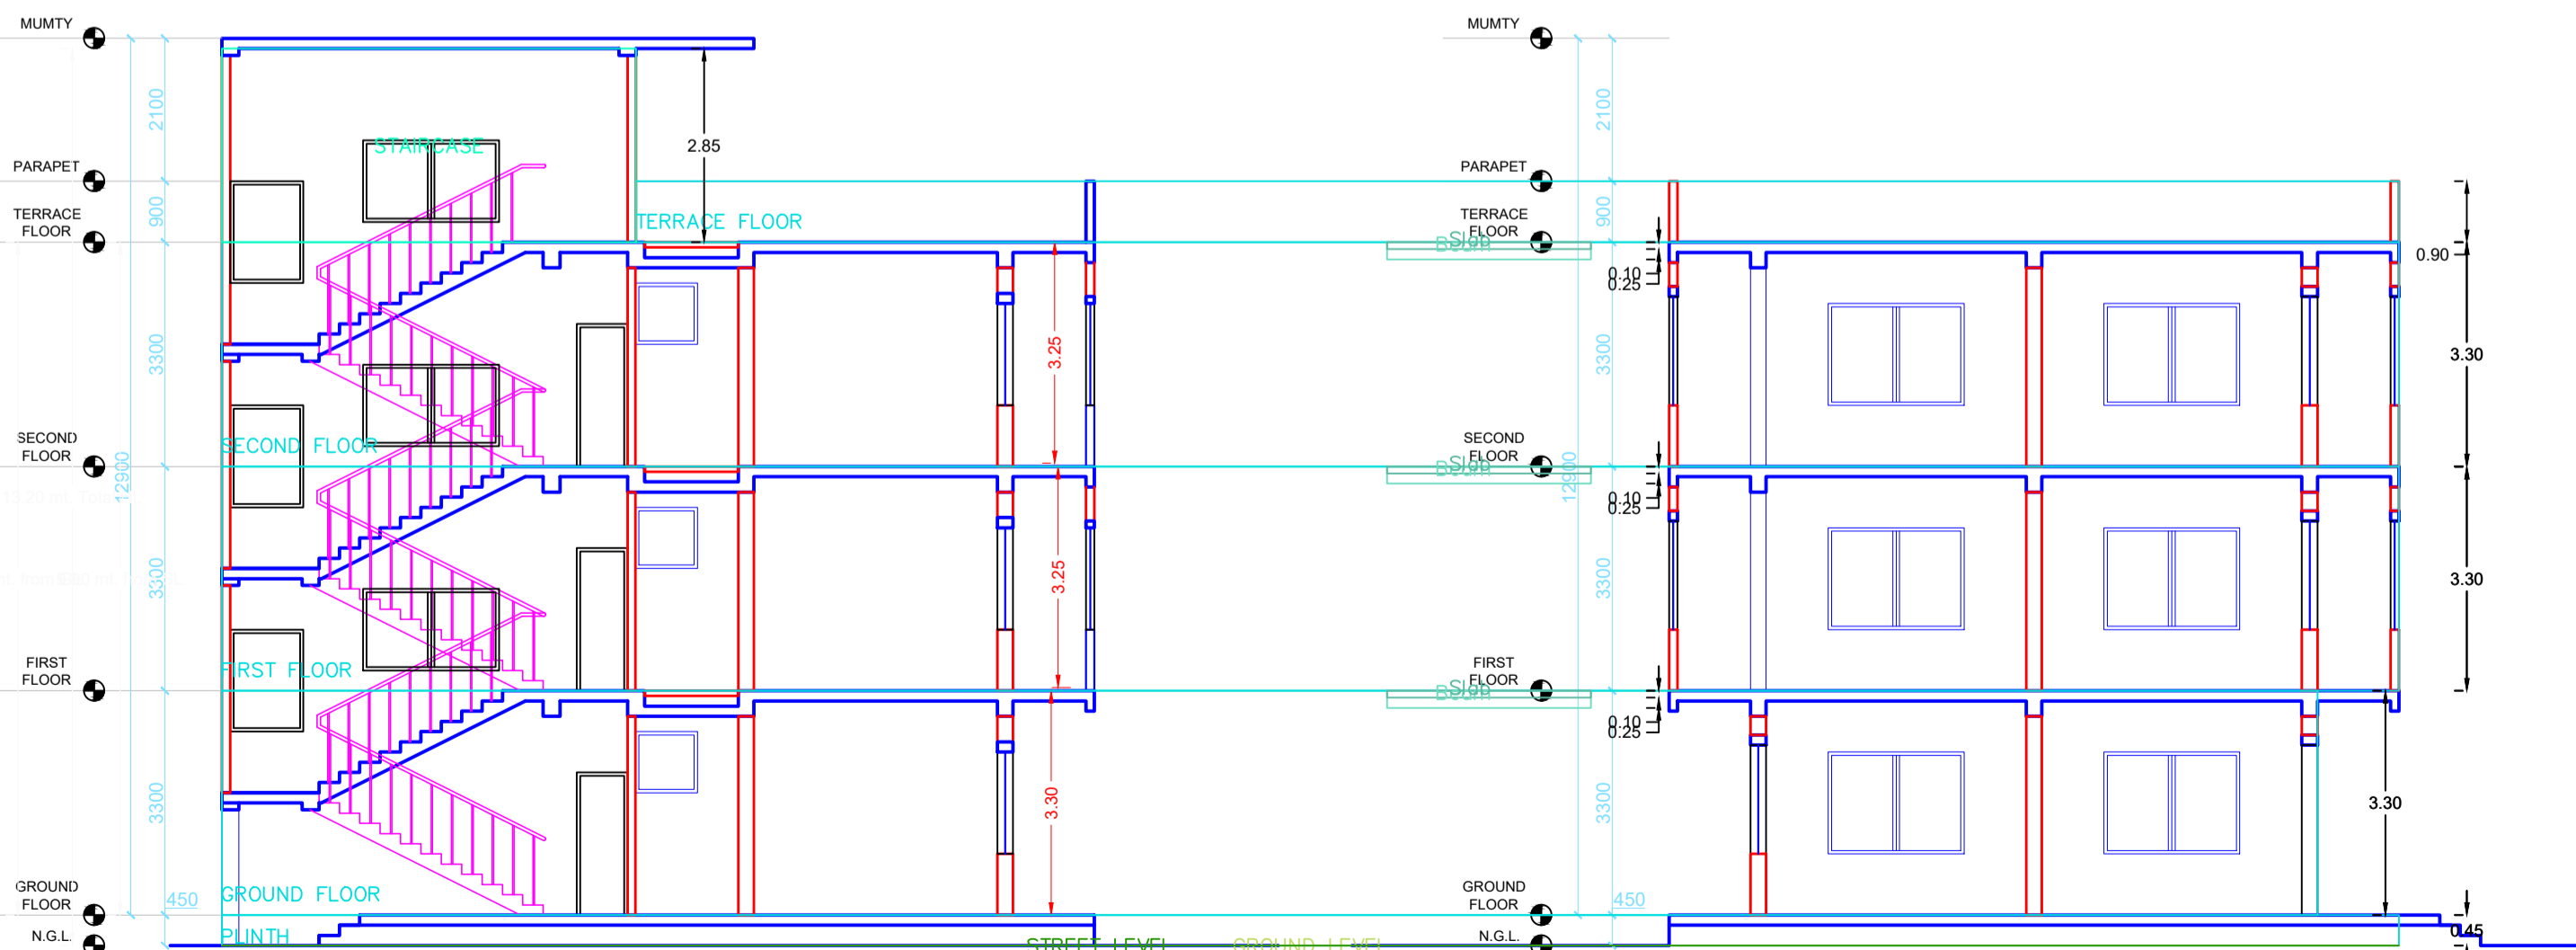 MUMTY
2100
PARAPET
900
TERRACE
FLOOR
3300
SECOND
FLOOR
12900
3300
FIRST
FLOOR
3300
GROUND
FLOOR
450
N.G.L.
STAIRCASE
2.85
TERRACE FLOOR
3.25
SECOND FLOOR
3.25
FIRST FLOOR
3.30
GROUND FLOOR
PLINTH
STREET LEVEL
GROUND LEVEL
MUMTY
2100
PARAPET
900
TERRACE
FLOOR
Slab
0.10
0.25
3300
SECOND
FLOOR
Slab
12900
0.10
0.25
3300
FIRST
FLOOR
Slab
0.10
0.25
3300
GROUND
FLOOR
450
N.G.L.
0.90
3.30
3.30
3.30
0.45